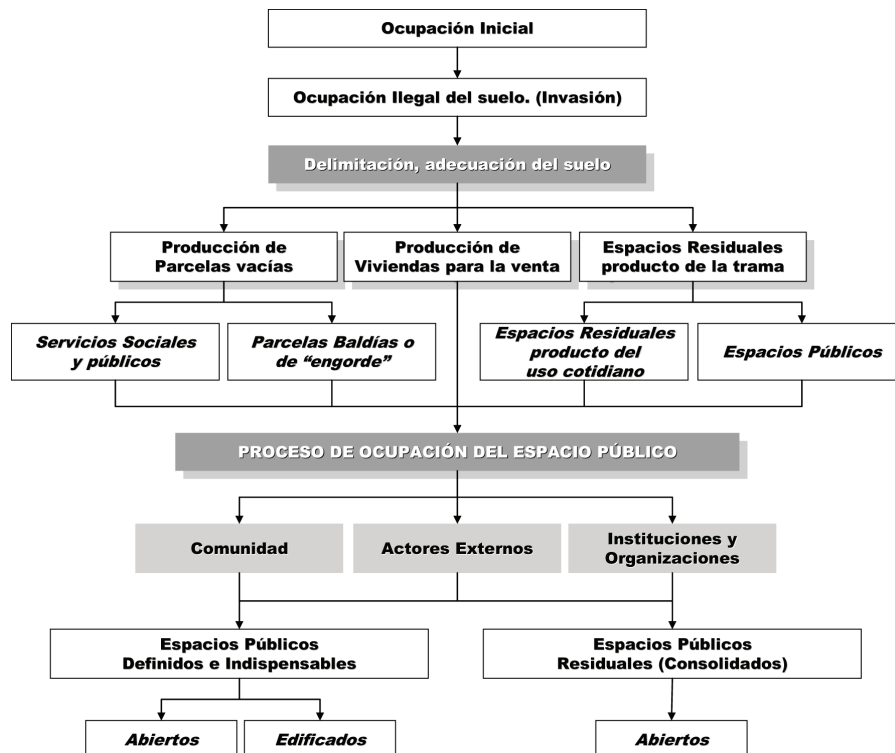 Ocupación Inicial
Ocupación Ilegal del suelo. (Invasión)
Delimitación, adecuación del suelo
Producción de
Parcelas vacías
Producción de
Viviendas para la venta
Espacios Residuales
producto de la trama
Servicios Sociales
y públicos
Parcelas Baldías o
de “engorde”
Espacios Residuales
producto del
uso cotidiano
Espacios Públicos
PROCESO DE OCUPACIÓN DEL ESPACIO PÚBLICO
Comunidad
Actores Externos
Instituciones y
Organizaciones
Espacios Públicos
Definidos e Indispensables
Espacios Públicos
Residuales (Consolidados)
Abiertos
Edificados
Abiertos